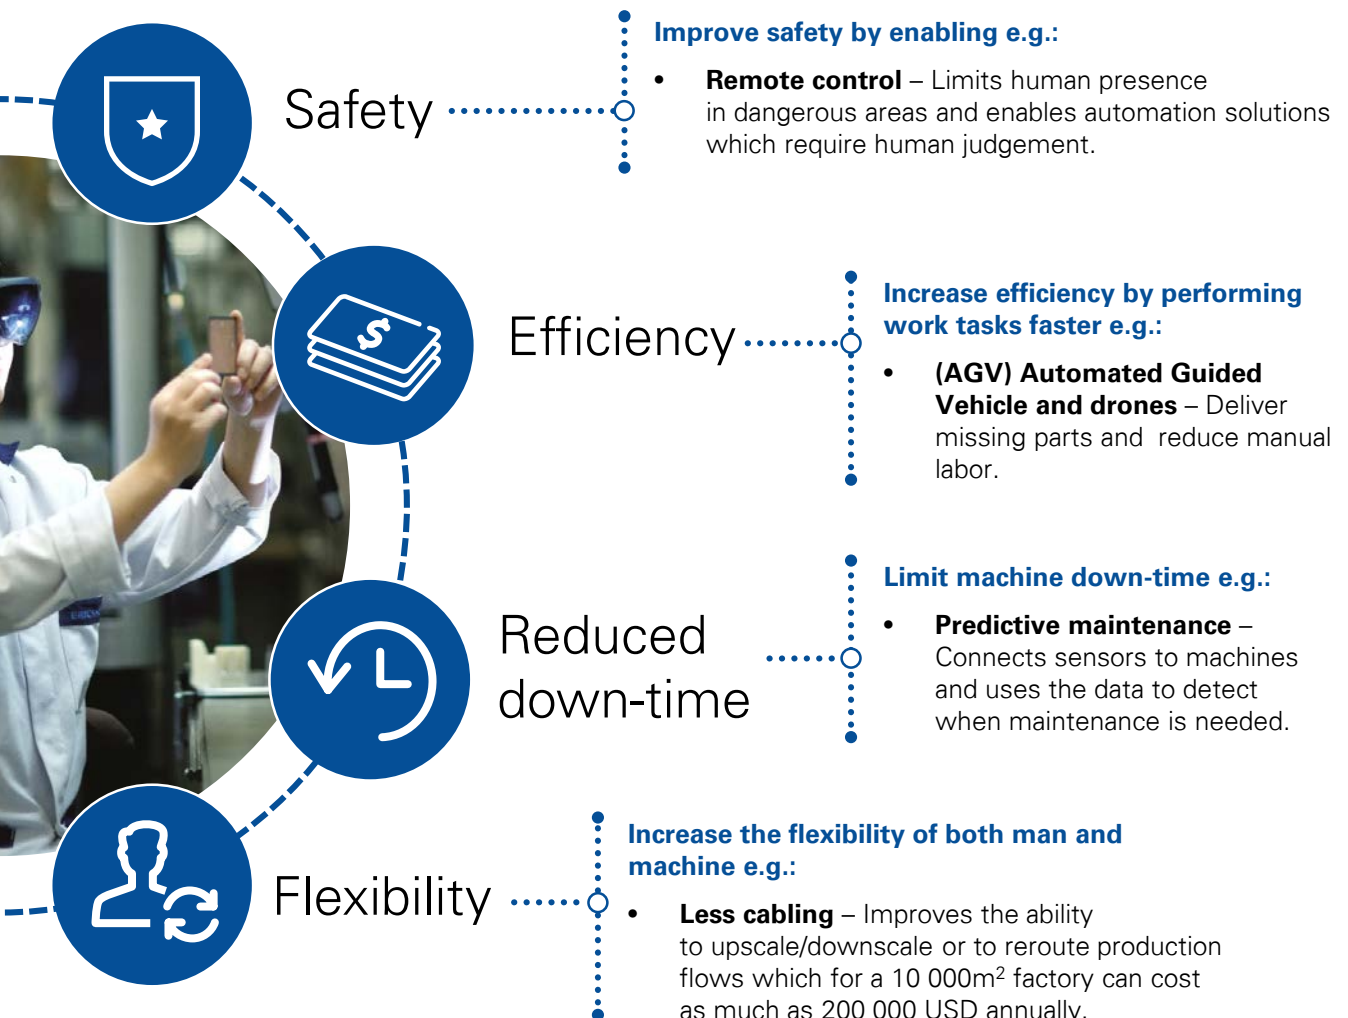 Safety
Improve safety by enabling e.g.:
• Remote control – Limits human presence
in dangerous areas and enables automation solutions
which require human judgement.
$
Efficiency
Increase efficiency by performing
work tasks faster e.g.:
• (AGV) Automated Guided
Vehicle and drones – Deliver
missing parts and reduce manual
labor.
Reduced
down-time
Limit machine down-time e.g.:
• Predictive maintenance –
Connects sensors to machines
and uses the data to detect
when maintenance is needed.
Flexibility
Increase the flexibility of both man and
machine e.g.:
• Less cabling – Improves the ability
to upscale/downscale or to reroute production
flows which for a 10 000m² factory can cost
as much as 200 000 USD annually.